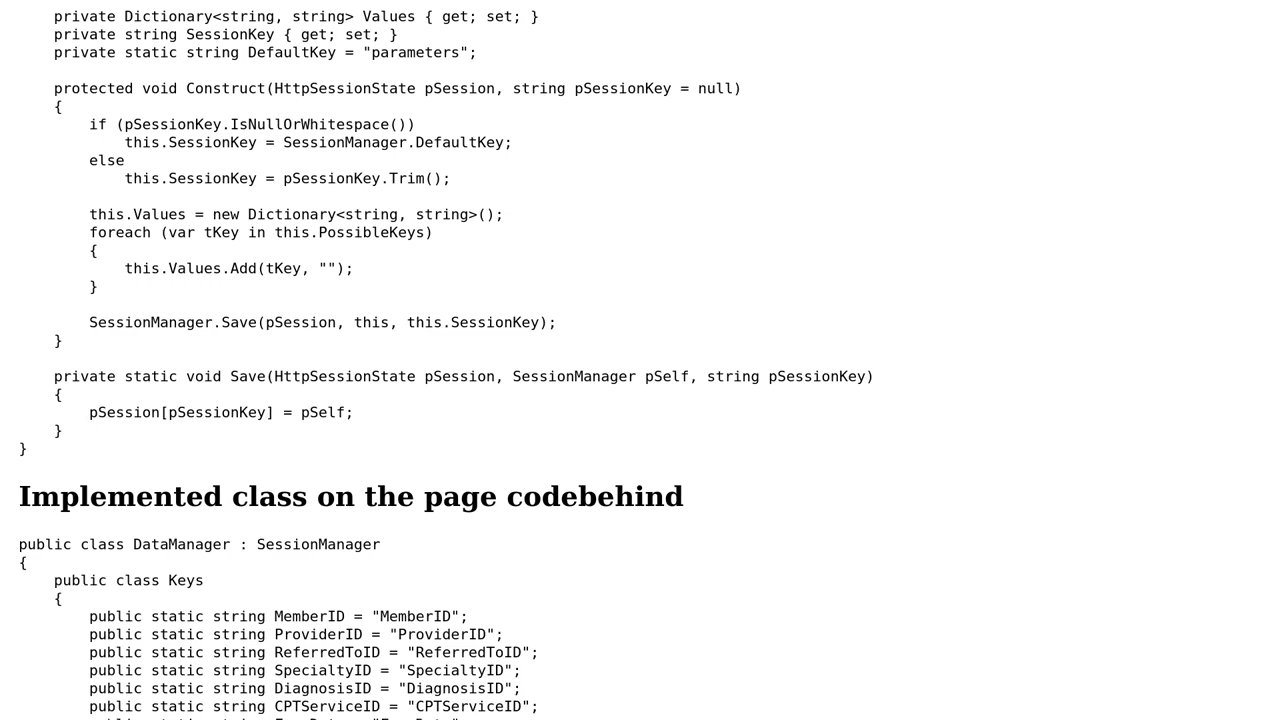 private Dictionary<string, string> Values { get; set; }
private string SessionKey { get; set; }
private static string DefaultKey = "parameters";
protected void Construct(HttpSessionState pSession, string pSessionKey = null)
{
if (pSessionKey.IsNullOrWhitespace())
this.SessionKey = SessionManager.DefaultKey;
else
this.SessionKey = pSessionKey.Trim();
this.Values = new Dictionary<string, string>();
foreach (var tKey in this.PossibleKeys)
{
this.Values.Add(tKey, "");
}
SessionManager.Save(pSession, this, this.SessionKey);
}
private static void Save(HttpSessionState pSession, SessionManager pSelf, string pSessionKey)
{
pSession[pSessionKey] = pSelf;
}
}
Implemented class on the page codebehind
public class DataManager : SessionManager
{
public class Keys
{
public static string MemberID = "MemberID";
public static string ProviderID = "ProviderID";
public static string ReferredToID = "ReferredToID";
public static string SpecialtyID = "SpecialtyID";
public static string DiagnosisID = "DiagnosisID";
public static string CPTServiceID = "CPTServiceID";